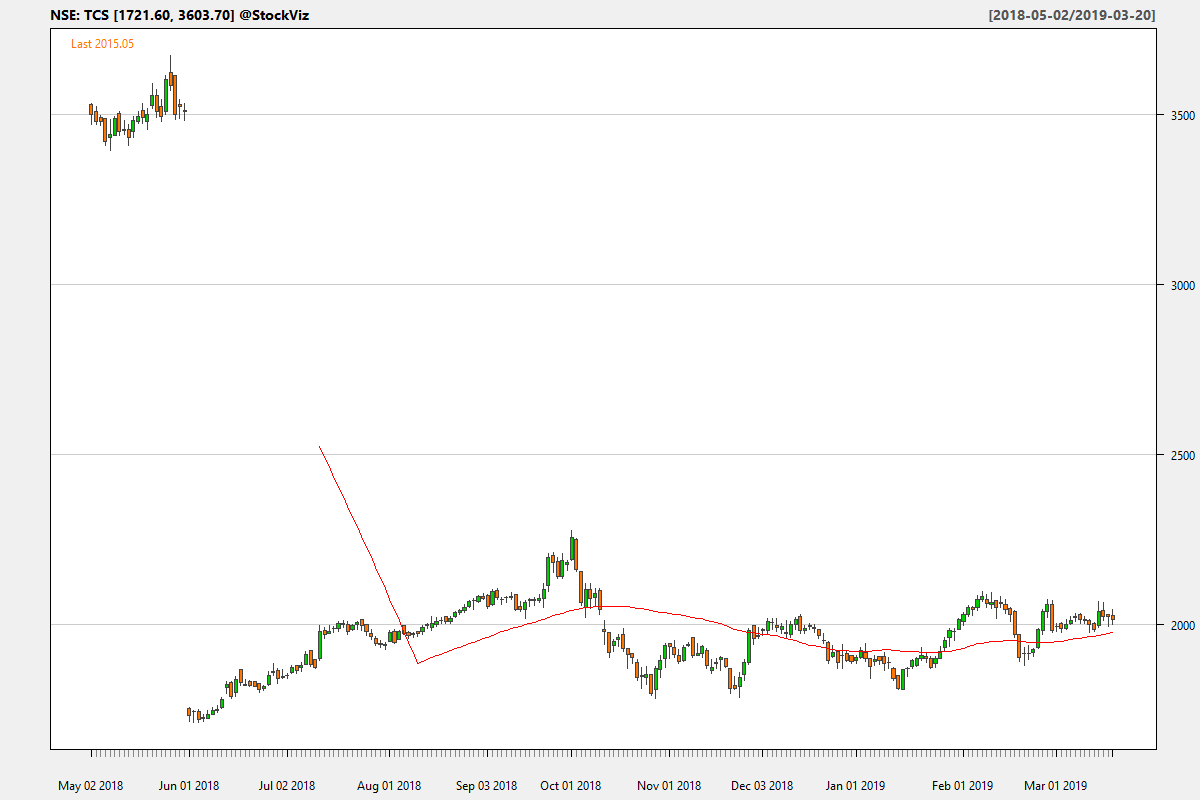 NSE: TCS [1721.60, 3603.70] @StockViz [2018-05-02/2019-03-20]
Last 2015.05
3500
3000
2500
2000
May 02 2018 Jun 01 2018 Jul 02 2018 Aug 01 2018 Sep 03 2018 Oct 01 2018 Nov 01 2018 Dec 03 2018 Jan 01 2019 Feb 01 2019 Mar 01 2019